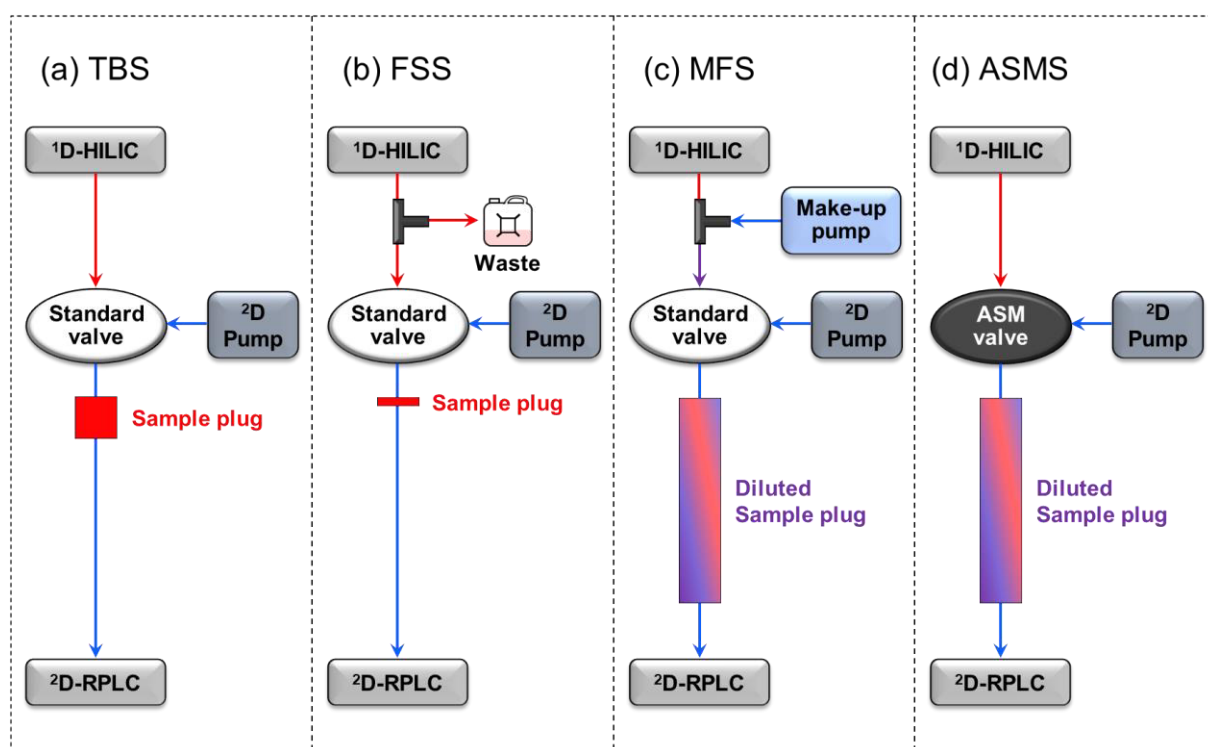 (a) TBS
¹D-HILIC
Standard
valve
²D
Pump
Sample plug
²D-RPLC
(b) FSS
¹D-HILIC
Waste
Standard
valve
²D
Pump
Sample plug
²D-RPLC
(c) MFS
¹D-HILIC
Make-up
pump
Standard
valve
²D
Pump
Diluted
Sample plug
²D-RPLC
(d) ASMS
¹D-HILIC
ASM
valve
²D
Pump
Diluted
Sample plug
²D-RPLC